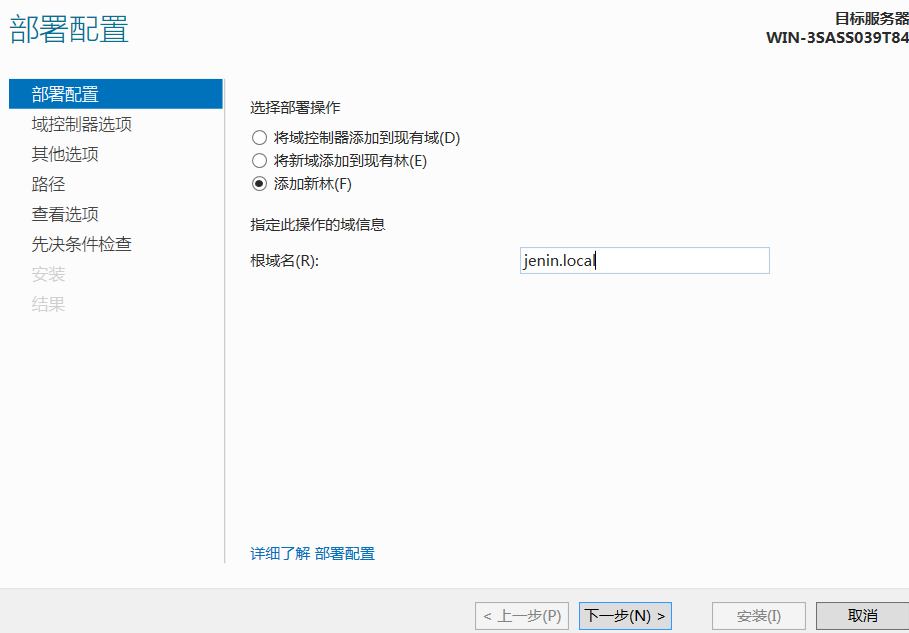 部署配置
目标服务器
WIN-3SASS039T84
部署配置
域控制器选项
其他选项
路径
查看选项
先决条件检查
安装
结果
选择部署操作
将域控制器添加到现有域(D)
将新域添加到现有林(E)
添加新林(F)
指定此操作的域信息
根域名(R):
jenin.local
详细了解 部署配置
< 上一步(P)
下一步(N) >
安装(I)
取消